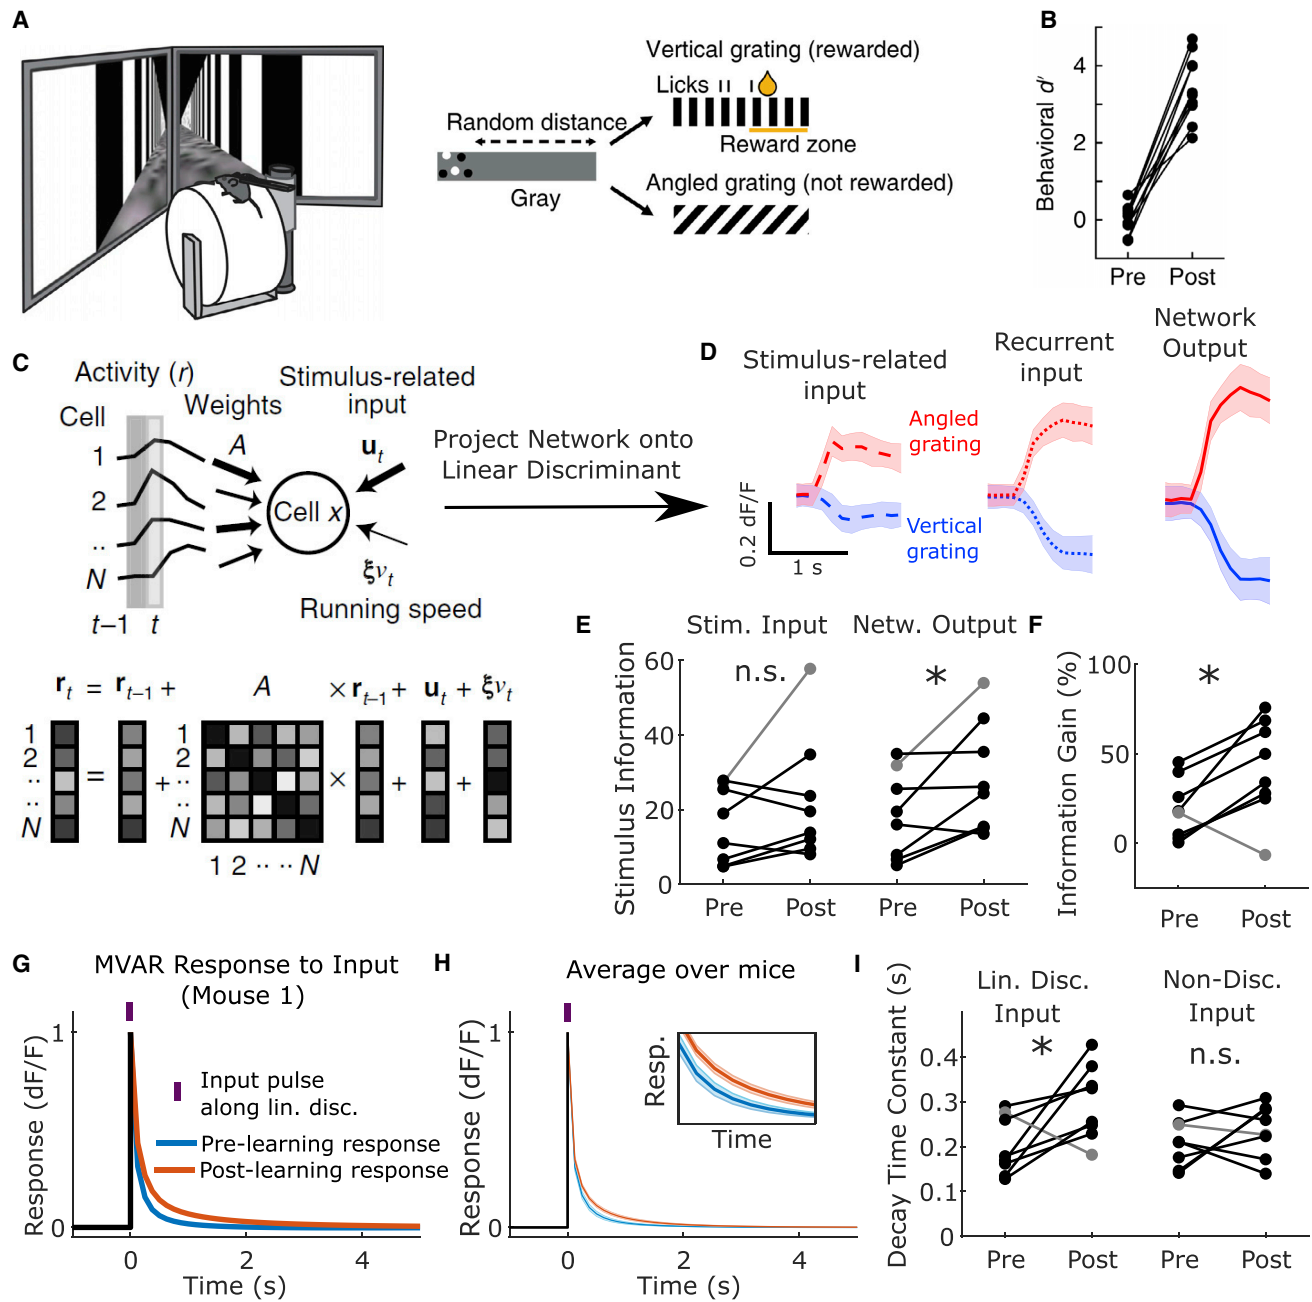 A
Vertical grating (rewarded)
Licks
Random distance
Reward zone
Gray
Angled grating (not rewarded)
B
Behavioral d′
4
2
0
Pre Post
C
Activity (r)
Cell
Weights
Stimulus-related
input
1
2
..
N
A
u_t
Cell x
ξv_t
Running speed
t–1 t
Project Network onto
Linear Discriminant
r_t = r_t–1 + A × r_t–1 + u_t + ξv_t
1
2
..
..
N
= + × + +
1
2
..
..
N
1 2 .. .. N
D
Stimulus-related
input
Recurrent
input
Network
Output
Angled
grating
Vertical
grating
0.2 dF/F
1 s
E
Stim. Input Netw. Output
Stimulus Information
60
40
20
0
n.s. *
Pre Post Pre Post
F
Information Gain (%)
100
50
0
*
Pre Post
G
MVAR Response to Input
(Mouse 1)
Response (dF/F)
1
0
Input pulse
along lin. disc.
Pre-learning response
Post-learning response
0 2 4
Time (s)
H
Average over mice
Response (dF/F)
1
0
Resp.
Time
0 2 4
Time (s)
I
Lin. Disc.
Input
Non-Disc.
Input
Decay Time Constant (s)
0.4
0.3
0.2
0.1
0
* n.s.
Pre Post Pre Post